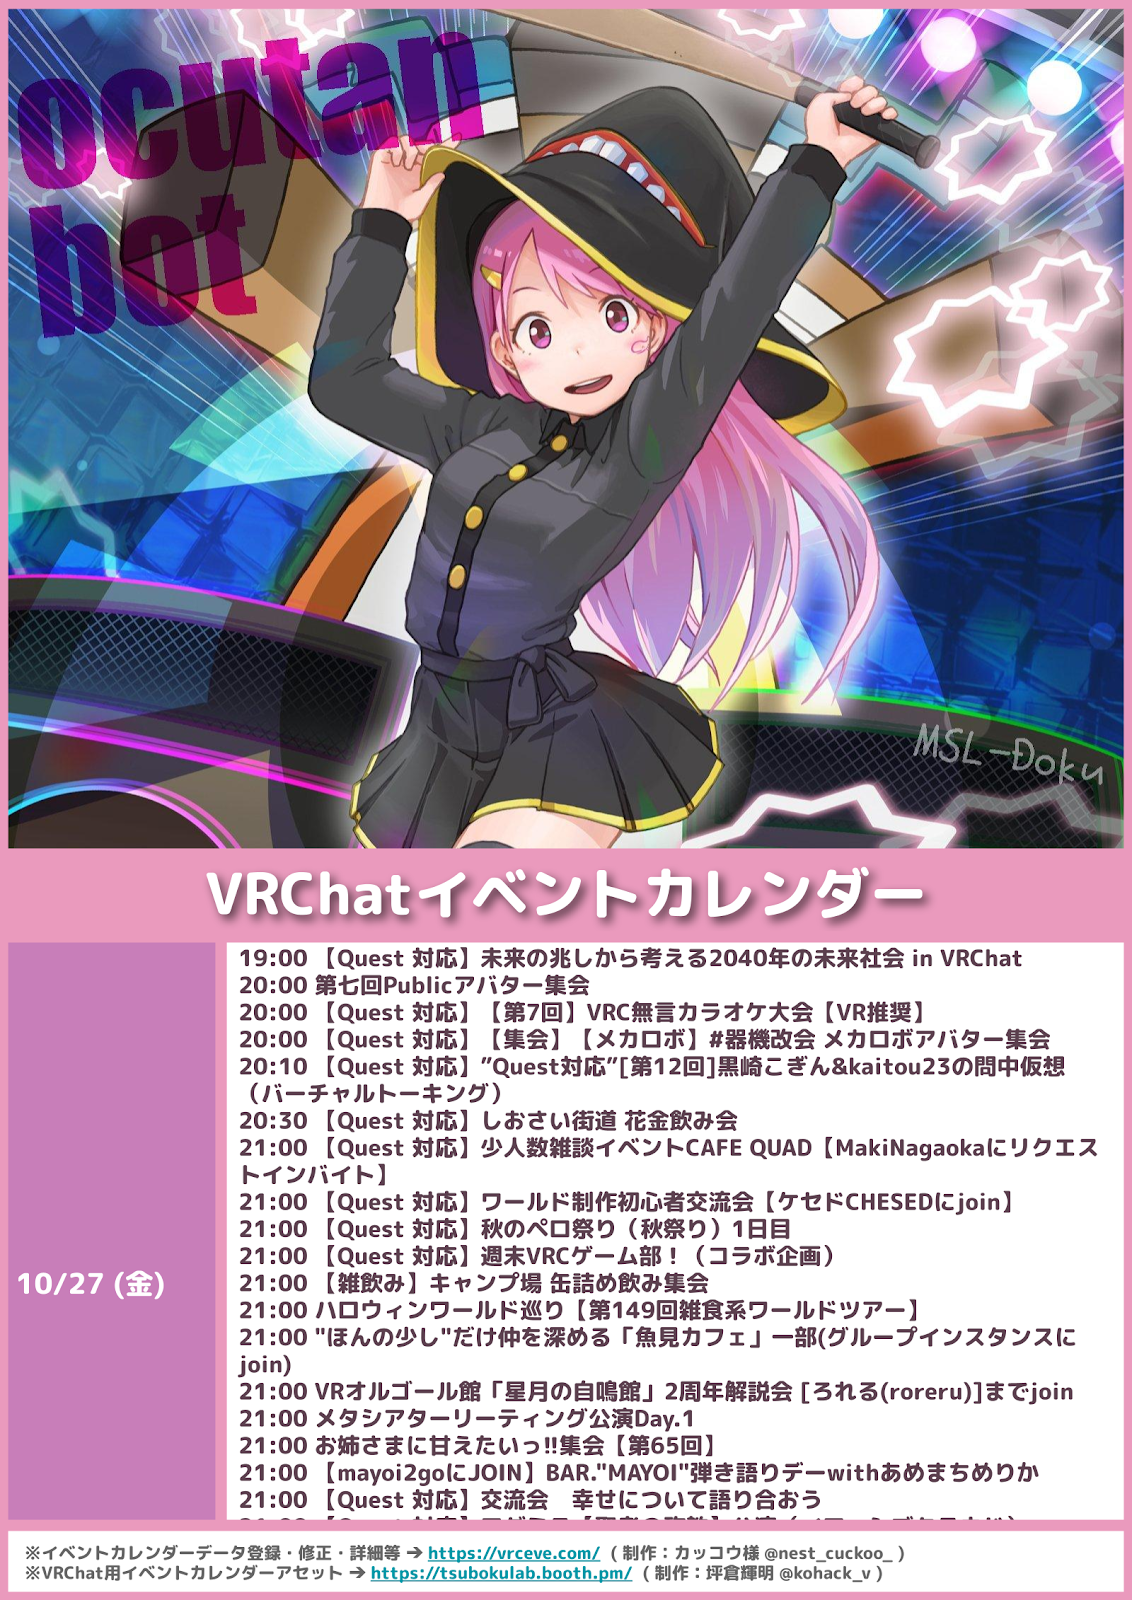 ocutan
bot
MSL-Doku
VRChatイベントカレンダー
10/27 (金)
19:00 【Quest 対応】未来の兆しから考える2040年の未来社会 in VRChat
20:00 第七回Publicアバター集会
20:00 【Quest 対応】【第7回】VRC無言カラオケ大会【VR推奨】
20:00 【Quest 対応】【集会】【メカロボ】#器機改会 メカロボアバター集会
20:10 【Quest 対応】”Quest対応”[第12回]黒崎こぎん&kaitou23の問中仮想
（バーチャルトーキング）
20:30 【Quest 対応】しおさい街道 花金飲み会
21:00 【Quest 対応】少人数雑談イベントCAFE QUAD【MakiNagaokaにリクエス
トインバイト】
21:00 【Quest 対応】ワールド制作初心者交流会【ケセドCHESEDにjoin】
21:00 【Quest 対応】秋のペロ祭り（秋祭り）1日目
21:00 【Quest 対応】週末VRCゲーム部！（コラボ企画）
21:00 【雑飲み】キャンプ場 缶詰め飲み集会
21:00 ハロウィンワールド巡り【第149回雑食系ワールドツアー】
21:00 "ほんの少し"だけ仲を深める「魚見カフェ」一部(グループインスタンスに
join)
21:00 VRオルゴール館「星月の自鳴館」2周年解説会 [ろれる(roreru)]までjoin
21:00 メタシアターリーディング公演Day.1
21:00 お姉さまに甘えたいっ!!集会【第65回】
21:00 【mayoi2goにJOIN】BAR."MAYOI"弾き語りデーwithあめまちめりか
21:00 【Quest 対応】交流会　幸せについて語り合おう
※イベントカレンダーデータ登録・修正・詳細等 ➔ https://vrceve.com/ （ 制作：カッコウ様 @nest_cuckoo_ ）
※VRChat用イベントカレンダーアセット ➔ https://tsubokulab.booth.pm/ （ 制作：坪倉輝明 @kohack_v ）